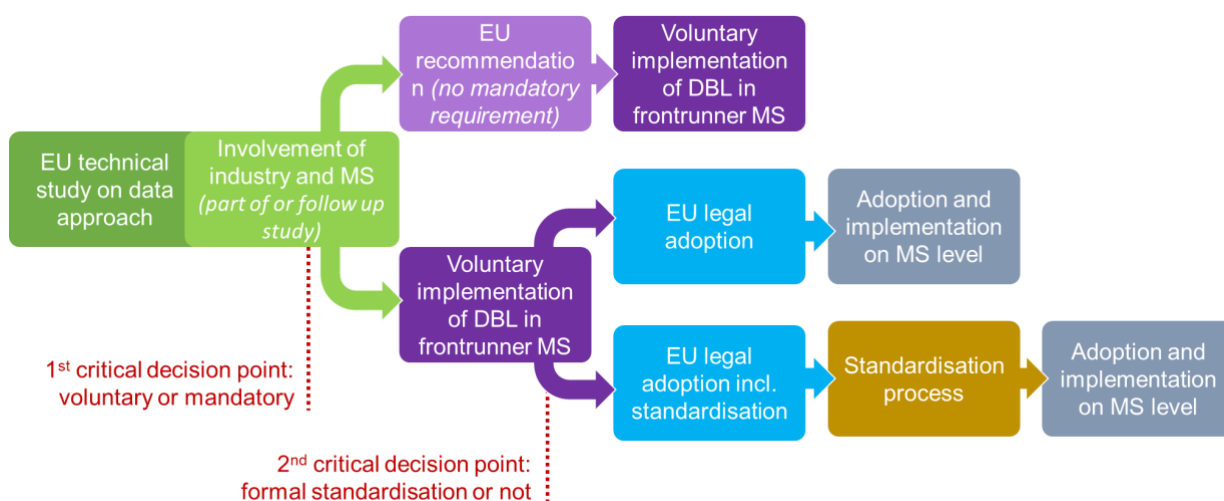 EU
recommendatio
n (no mandatory
requirement)
Voluntary
implementation
of DBL in
frontrunner MS
EU technical
study on data
approach
Involvement of
industry and MS
(part of or follow up
study)
EU legal
adoption
Adoption and
implementation
on MS level
Voluntary
implementation
of DBL in
frontrunner MS
EU legal
adoption incl.
standardisation
Standardisation
process
Adoption and
implementation
on MS level
1st critical decision point:
voluntary or mandatory
2nd critical decision point:
formal standardisation or not